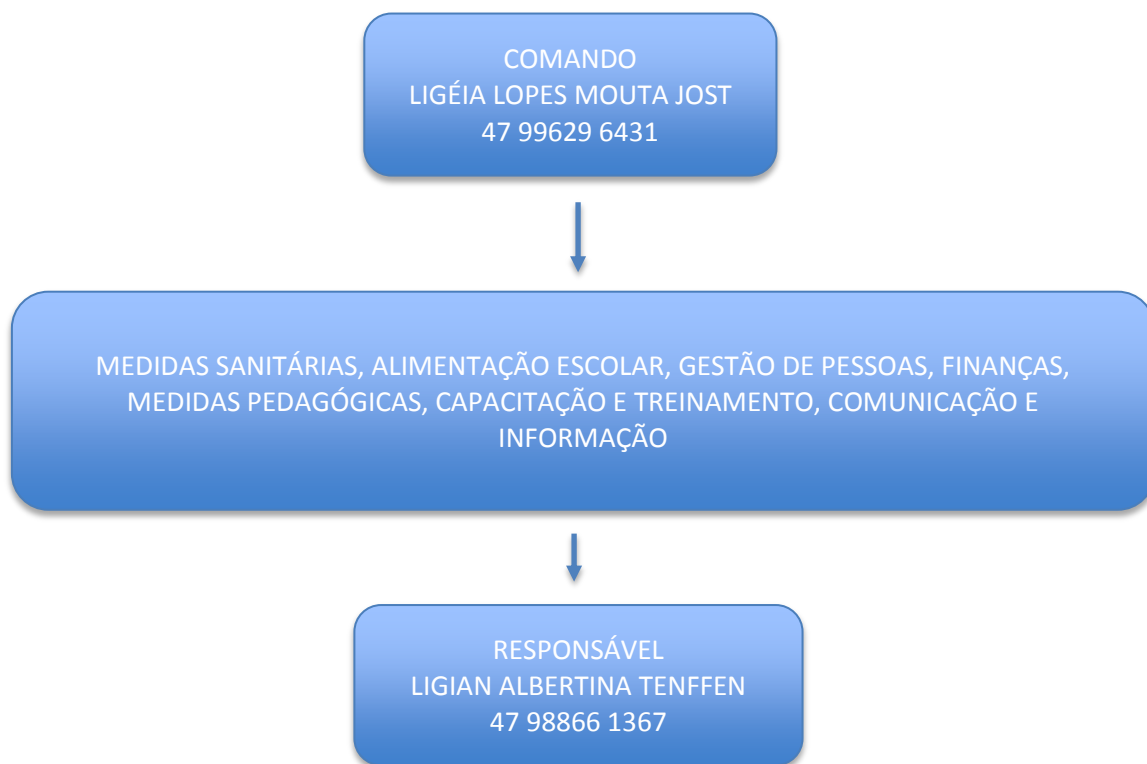 COMANDO
LIGÉIA LOPES MOUTA JOST
47 99629 6431
MEDIDAS SANITÁRIAS, ALIMENTAÇÃO ESCOLAR, GESTÃO DE PESSOAS, FINANÇAS,
MEDIDAS PEDAGÓGICAS, CAPACITAÇÃO E TREINAMENTO, COMUNICAÇÃO E
INFORMAÇÃO
RESPONSÁVEL
LIGIAN ALBERTINA TENFFEN
47 98866 1367